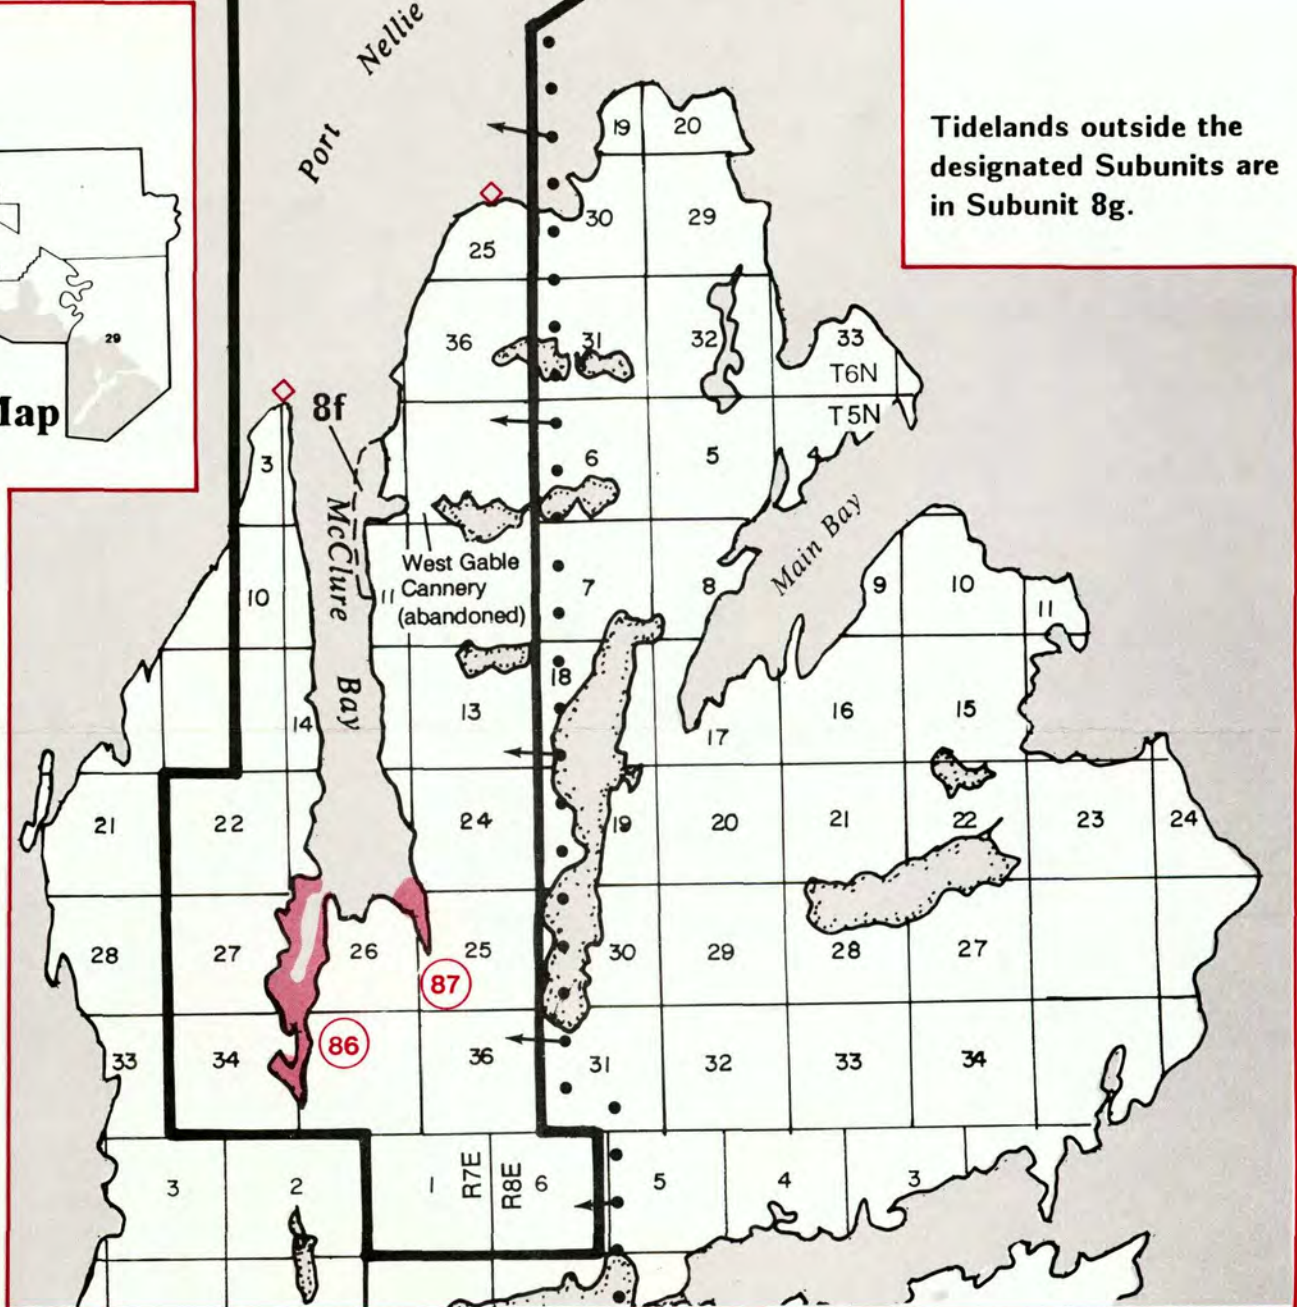 Port Nellie
Tidelands outside the
designated Subunits are
in Subunit 8g.
19 20
30 29
25
29
36 31 32 33
T6N
T5N
8f
3 6 5 4
McClure Bay
Main Bay
West Gable
Cannery
(abandoned)
10 11 7 8 9 10 11
18
14 13 17 16 15
21 22 24 19 20 21 22 23 24
28 27 26 25 30 29 28 27
87
86
33 34 36 31 32 33 34
3 2 1 R7E R8E 6 5 4 3